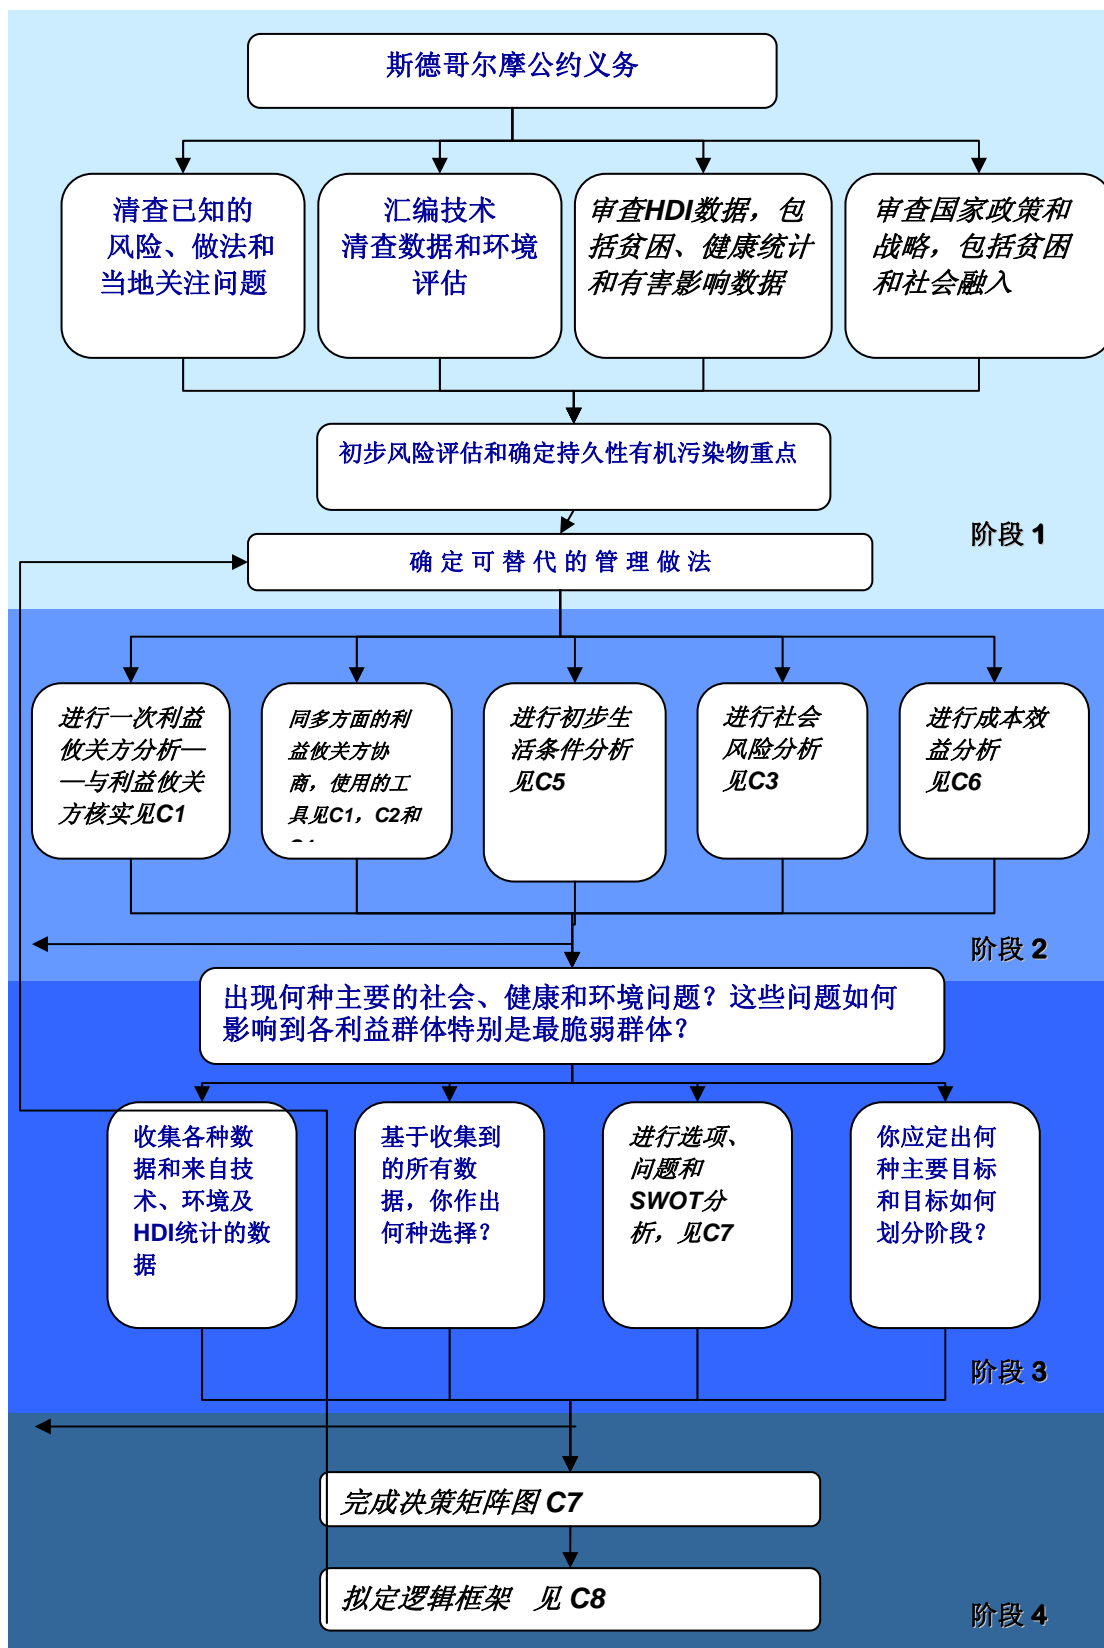 斯德哥尔摩公约义务
清查已知的
风险、做法和
当地关注问题
汇编技术
清查数据和环境
评估
审查HDI数据，包
括贫困、健康统计
和有害影响数据
审查国家政策和
战略，包括贫困
和社会融入
初步风险评估和确定持久性有机污染物重点
阶段 1
确定可替代的管理做法
进行一次利益
攸关方分析—
—与利益攸关
方核实见C1
同多方面的利
益攸关方协
商，使用的工
具见C1，C2和
进行初步生
活条件分析
见C5
进行社会
风险分析
见C3
进行成本效
益分析
见C6
阶段 2
出现何种主要的社会、健康和环境问题？这些问题如何
影响到各利益群体特别是最脆弱群体？
收集各种数
据和来自技
术、环境及
HDI统计的数
据
基于收集到
的所有数
据，你作出
何种选择？
进行选项、
问题和
SWOT分
析，见C7
你应定出何
种主要目标
和目标如何
划分阶段？
阶段 3
完成决策矩阵图 C7
拟定逻辑框架 见 C8
阶段 4